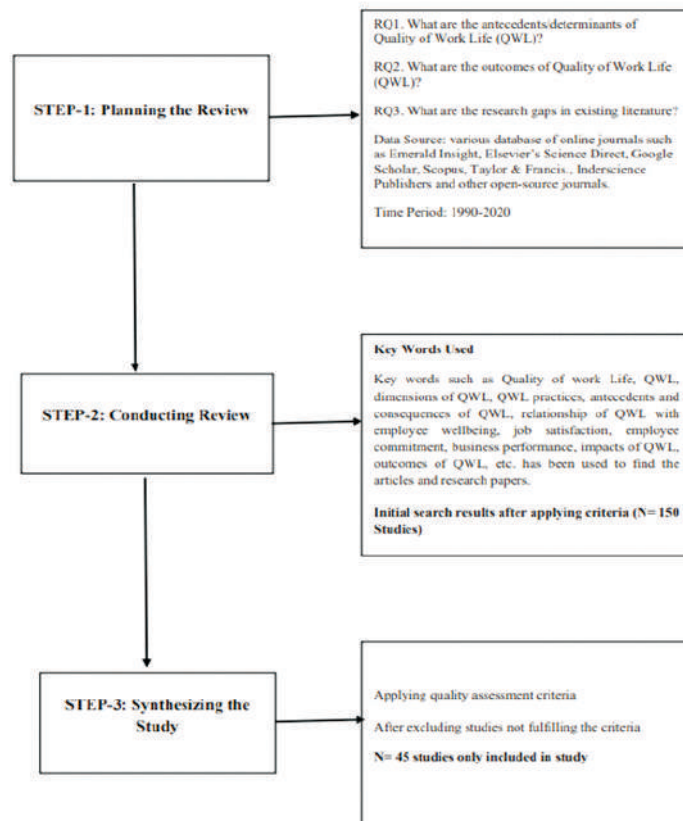 STEP-1: Planning the Review
RQ1. What are the antecedents/determinants of
Quality of Work Life (QWL)?
RQ2. What are the outcomes of Quality of Work Life
(QWL)?
RQ3. What are the research gaps in existing literature?
Data Source: various database of online journals such
as Emerald Insight, Elsevier's Science Direct, Google
Scholar, Scopus, Taylor & Francis., Inderscience
Publishers and other open-source journals.
Time Period: 1990-2020
STEP-2: Conducting Review
Key Words Used
Key words such as Quality of work Life, QWL,
dimensions of QWL, QWL practices, antecedents and
consequences of QWL, relationship of QWL with
employee wellbeing, job satisfaction, employee
commitment, business performance, impacts of QWL,
outcomes of QWL, etc. has been used to find the
articles and research papers.
Initial search results after applying criteria (N= 150
Studies)
STEP-3: Synthesizing the
Study
Applying quality assessment criteria
After excluding studies not fulfilling the criteria
N= 45 studies only included in study